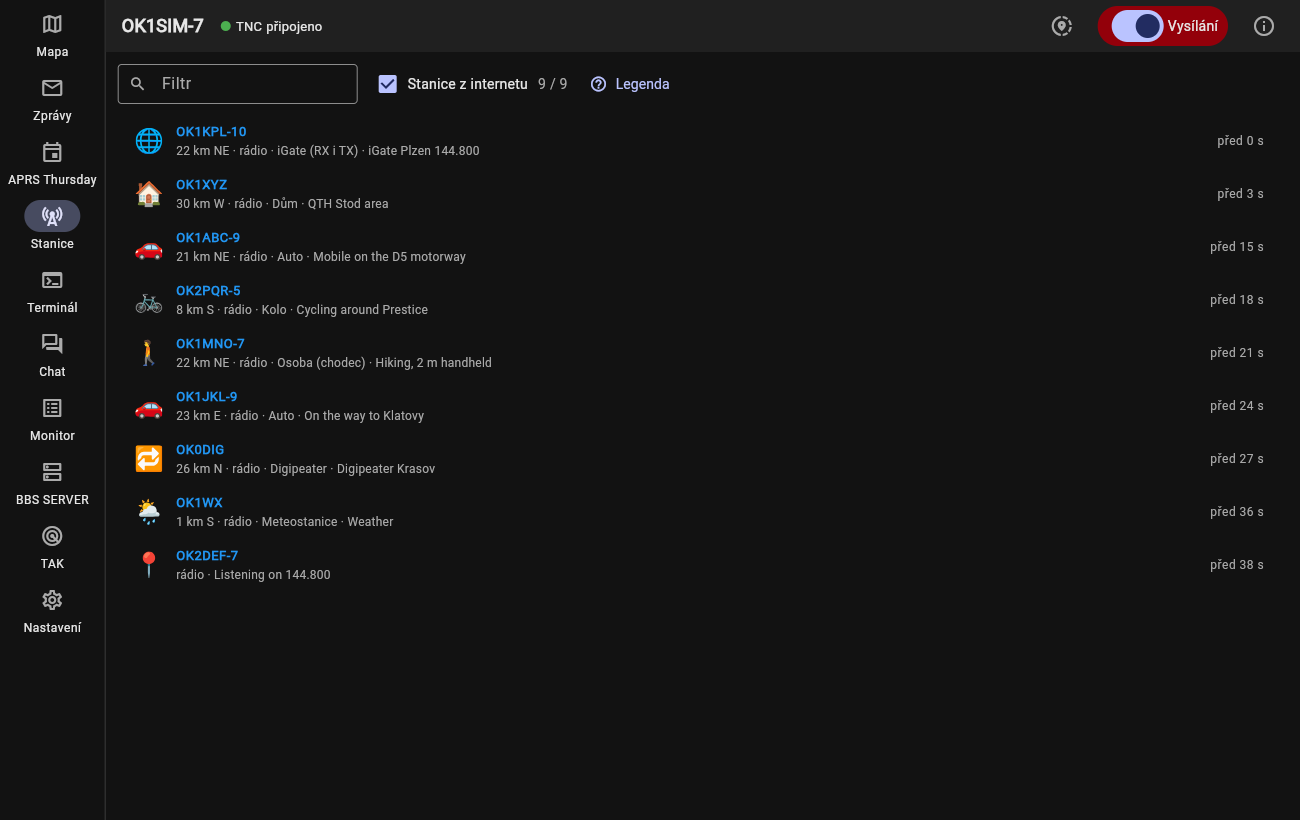 OK1SIM-7
TNC připojeno
Vysílání
Mapa
Zprávy
APRS Thursday
Stanice
Terminál
Chat
Monitor
BBS SERVER
TAK
Nastavení
Filtr
Stanice z internetu 9 / 9
Legenda
OK1KPL-10
22 km NE · rádio · iGate (RX i TX) · iGate Plzen 144.800
před 0 s
OK1XYZ
30 km W · rádio · Dům · QTH Stod area
před 3 s
OK1ABC-9
21 km NE · rádio · Auto · Mobile on the D5 motorway
před 15 s
OK2PQR-5
8 km S · rádio · Kolo · Cycling around Prestice
před 18 s
OK1MNO-7
22 km NE · rádio · Osoba (chodec) · Hiking, 2 m handheld
před 21 s
OK1JKL-9
23 km E · rádio · Auto · On the way to Klatovy
před 24 s
OK0DIG
26 km N · rádio · Digipeater · Digipeater Krasov
před 27 s
OK1WX
1 km S · rádio · Meteostanice · Weather
před 36 s
OK2DEF-7
rádio · Listening on 144.800
před 38 s